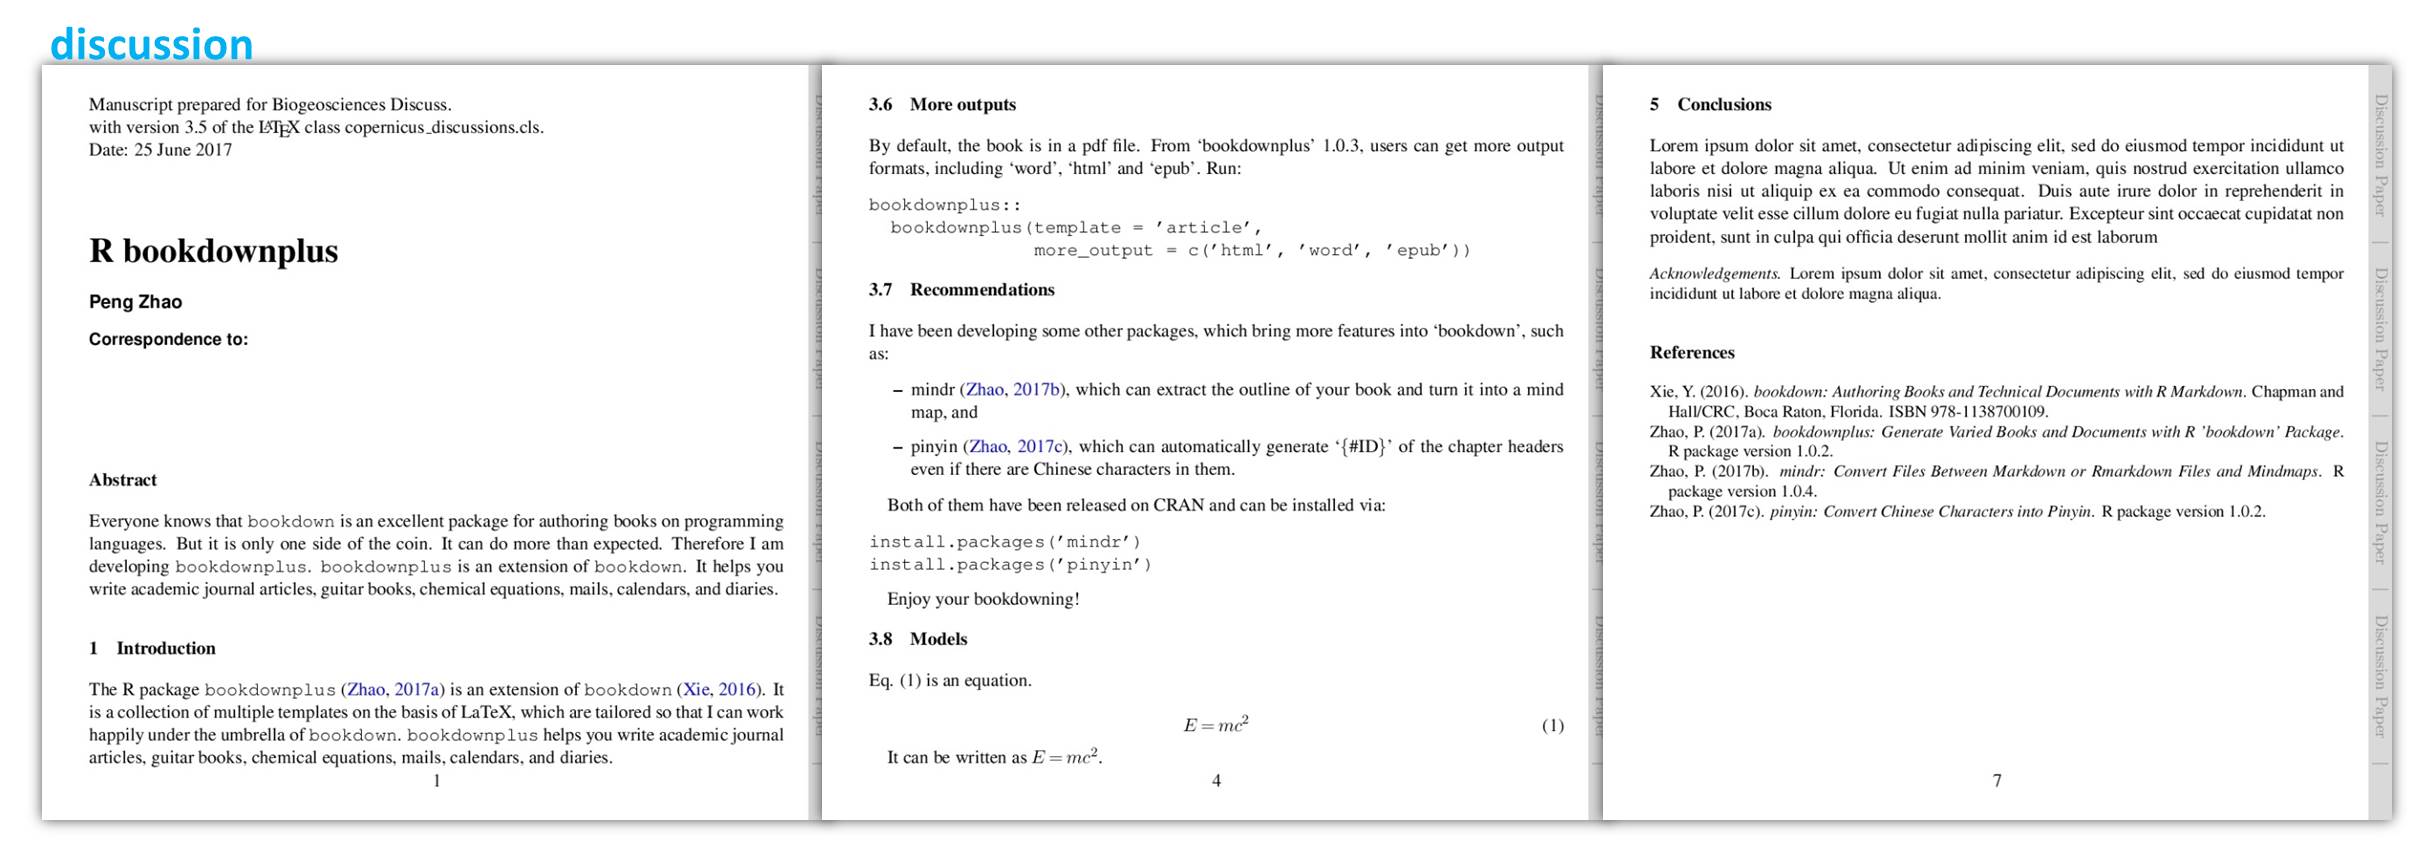 discussion
Manuscript prepared for Biogeosciences Discuss.
with version 3.5 of the LATEX class copernicus_discussions.cls.
Date: 25 June 2017
R bookdownplus
Peng Zhao
Correspondence to:
Abstract
Everyone knows that bookdown is an excellent package for authoring books on programming
languages. But it is only one side of the coin. It can do more than expected. Therefore I am
developing bookdownplus. bookdownplus is an extension of bookdown. It helps you
write academic journal articles, guitar books, chemical equations, mails, calendars, and diaries.
1 Introduction
The R package bookdownplus (Zhao, 2017a) is an extension of bookdown (Xie, 2016). It
is a collection of multiple templates on the basis of LaTeX, which are tailored so that I can work
happily under the umbrella of bookdown. bookdownplus helps you write academic journal
articles, guitar books, chemical equations, mails, calendars, and diaries.
1
3.6 More outputs
By default, the book is in a pdf file. From ‘bookdownplus’ 1.0.3, users can get more output
formats, including ‘word’, ‘html’ and ‘epub’. Run:
bookdownplus::
bookdownplus(template = 'article',
more_output = c('html', 'word', 'epub'))
3.7 Recommendations
I have been developing some other packages, which bring more features into ‘bookdown’, such
as:
– mindr (Zhao, 2017b), which can extract the outline of your book and turn it into a mind
map, and
– pinyin (Zhao, 2017c), which can automatically generate ‘{#ID}’ of the chapter headers
even if there are Chinese characters in them.
Both of them have been released on CRAN and can be installed via:
install.packages('mindr')
install.packages('pinyin')
Enjoy your bookdowning!
3.8 Models
Eq. (1) is an equation.
E = mc² (1)
It can be written as E = mc².
4
5 Conclusions
Lorem ipsum dolor sit amet, consectetur adipiscing elit, sed do eiusmod tempor incididunt ut
labore et dolore magna aliqua. Ut enim ad minim veniam, quis nostrud exercitation ullamco
laboris nisi ut aliquip ex ea commodo consequat. Duis aute irure dolor in reprehenderit in
voluptate velit esse cillum dolore eu fugiat nulla pariatur. Excepteur sint occaecat cupidatat non
proident, sunt in culpa qui officia deserunt mollit anim id est laborum
Acknowledgements. Lorem ipsum dolor sit amet, consectetur adipiscing elit, sed do eiusmod tempor
incididunt ut labore et dolore magna aliqua.
References
Xie, Y. (2016). bookdown: Authoring Books and Technical Documents with R Markdown. Chapman and
Hall/CRC, Boca Raton, Florida. ISBN 978-1138700109.
Zhao, P. (2017a). bookdownplus: Generate Varied Books and Documents with R 'bookdown' Package.
R package version 1.0.2.
Zhao, P. (2017b). mindr: Convert Files Between Markdown or Rmarkdown Files and Mindmaps. R
package version 1.0.4.
Zhao, P. (2017c). pinyin: Convert Chinese Characters into Pinyin. R package version 1.0.2.
7
Discussion Paper | Discussion Paper | Discussion Paper | Discussion Paper |